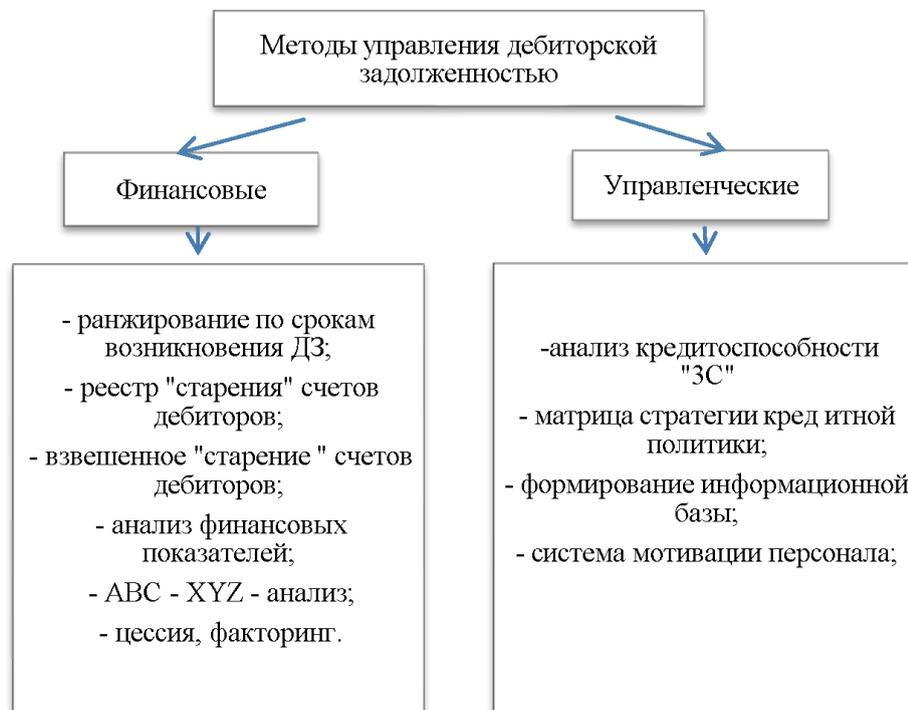 Методы управления дебиторской
задолженностью
Финансовые
Управленческие
- ранжирование по срокам
возникновения ДЗ;
- реестр "старения" счетов
дебиторов;
- взвешенное "старение " счетов
дебиторов;
- анализ финансовых
показателей;
- ABC - XYZ - анализ;
- цессия, факторинг.
-анализ кредитоспособности
"3С"
- матрица стратегии кред итной
политики;
- формирование информационной
базы;
- система мотивации персонала;